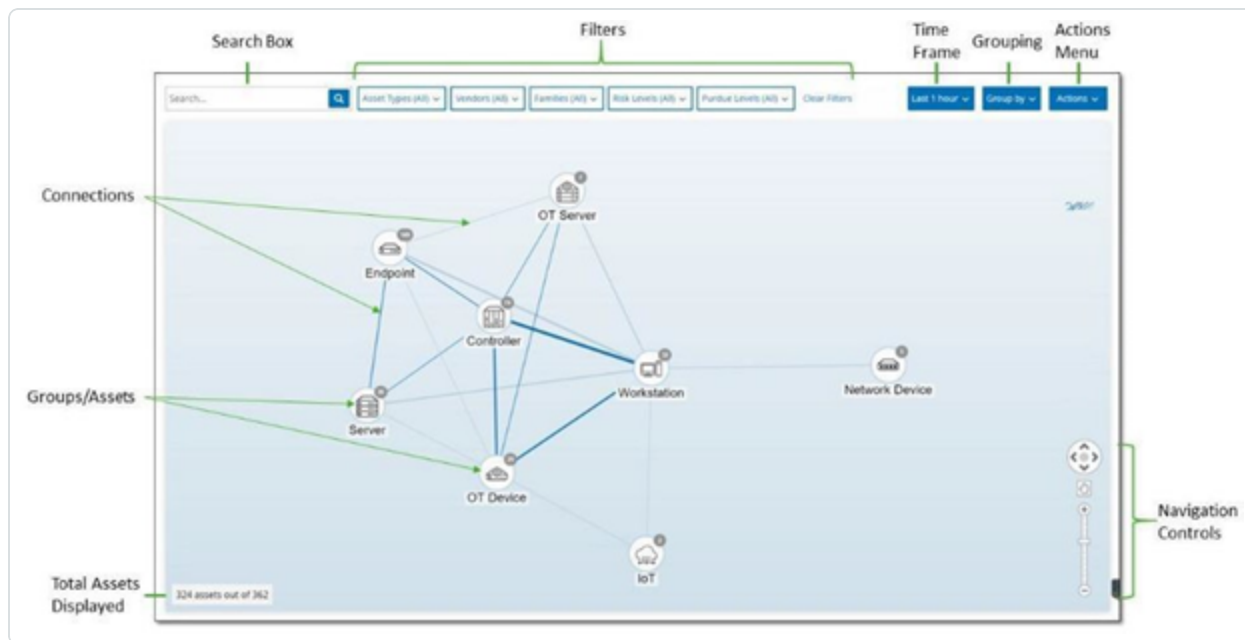 Search Box
Filters
Time
Frame
Grouping
Actions
Menu
Search...
Asset Types (All)
Vendors (All)
Families (All)
Risk Levels (All)
Purdue Levels (All)
Clear Filters
Last 1 hour
Group by
Actions
Connections
OT Server
Endpoint
Controller
Workstation
Network Device
Groups/Assets
Server
OT Device
Navigation
Controls
IoT
Total Assets
Displayed
324 assets out of 362